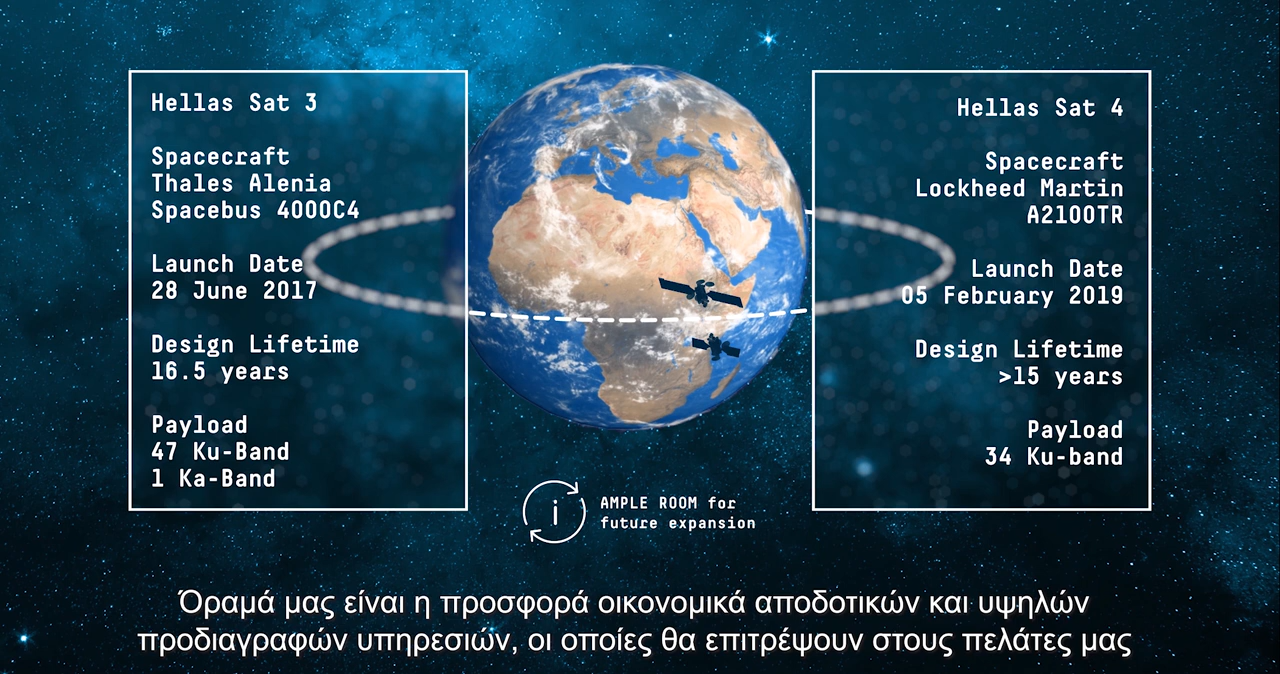 Hellas Sat 3
Spacecraft
Thales Alenia
Spacebus 4000C4
Launch Date
28 June 2017
Design Lifetime
16.5 years
Payload
47 Ku-Band
1 Ka-Band
Hellas Sat 4
Spacecraft
Lockheed Martin
A2100TR
Launch Date
05 February 2019
Design Lifetime
>15 years
Payload
34 Ku-band
i
AMPLE ROOM for
future expansion
Όραμά μας είναι η προσφορά οικονομικά αποδοτικών και υψηλών
προδιαγραφών υπηρεσιών, οι οποίες θα επιτρέψουν στους πελάτες μας